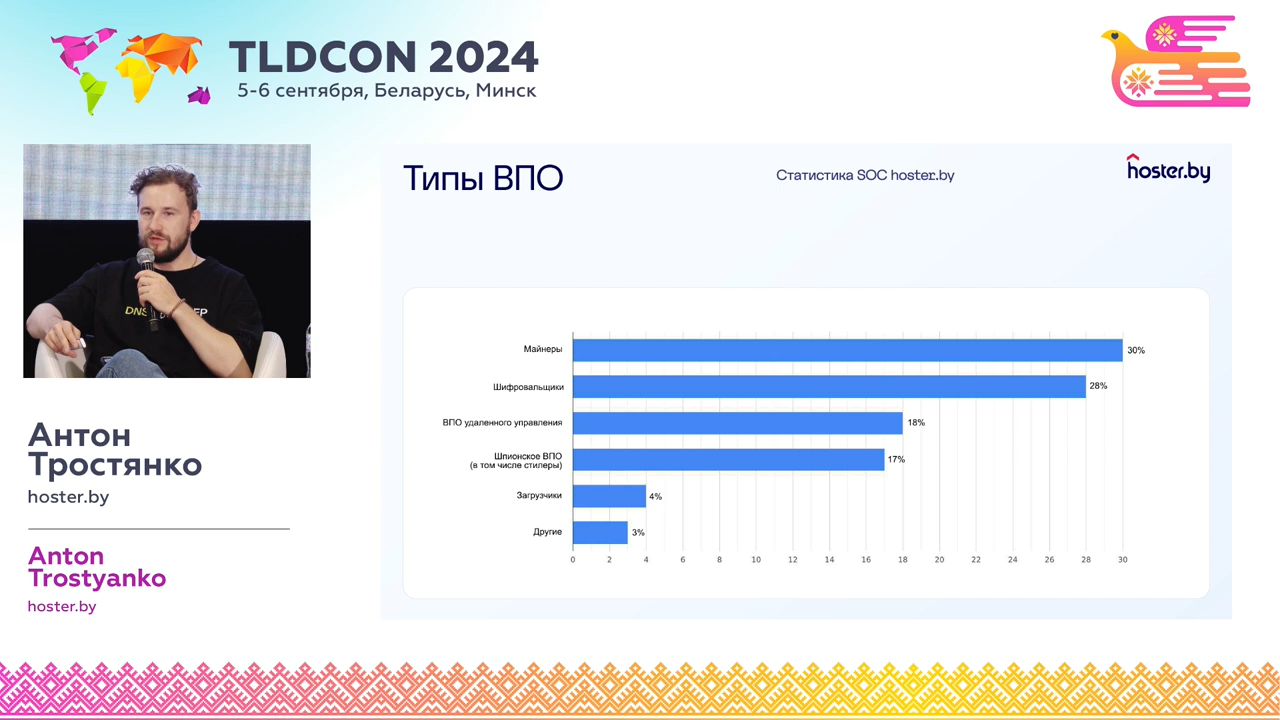 TLDCON 2024
5-6 сентября, Беларусь, Минск
Типы ВПО
Статистика SOC hoster.by
hoster.by
Майнеры
30%
Шифровальщики
28%
ВПО удаленного управления
18%
Шпионское ВПО
(в том числе стилеры)
17%
Загрузчики
4%
Другие
3%
0 2 4 6 8 10 12 14 16 18 20 22 24 26 28 30
Антон
Тростянко
hoster.by
Anton
Trostyanko
hoster.by